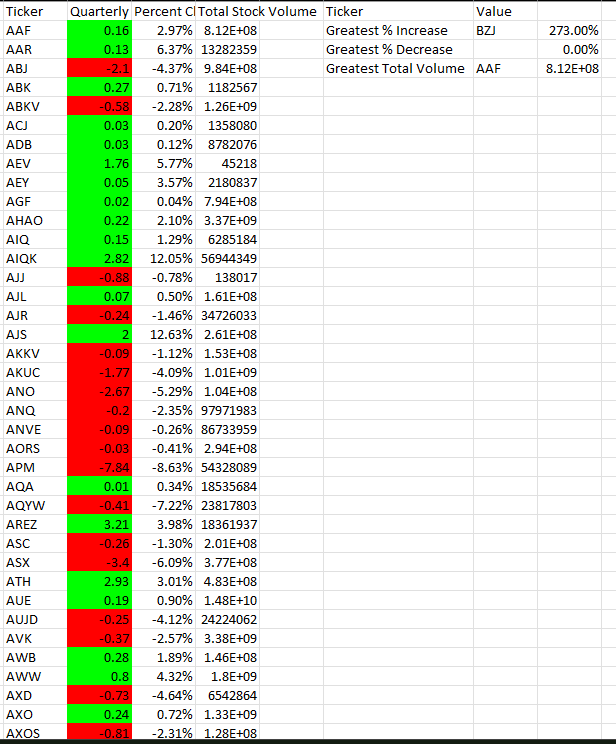 Ticker Quarterly Percent Cl Total Stock Volume Ticker Value
AAF 0.16 2.97% 8.12E+08 Greatest % Increase BZJ 273.00%
AAR 0.13 6.37% 13282359 Greatest % Decrease 0.00%
ABJ -2.1 -4.37% 9.84E+08 Greatest Total Volume AAF 8.12E+08
ABK 0.27 0.71% 1182567
ABKV -0.58 -2.28% 1.26E+09
ACJ 0.03 0.20% 1358080
ADB 0.03 0.12% 8782076
AEV 1.76 5.77% 45218
AEY 0.05 3.57% 2180837
AGF 0.02 0.04% 7.94E+08
AHAO 0.22 2.10% 3.37E+09
AIQ 0.15 1.29% 6285184
AIQK 2.82 12.05% 56944349
AJJ -0.88 -0.78% 138017
AJL 0.07 0.50% 1.61E+08
AJR -0.24 -1.46% 34726033
AJS 2 12.63% 2.61E+08
AKKV -0.09 -1.12% 1.53E+08
AKUC -1.77 -4.09% 1.01E+09
ANO -2.67 -5.29% 1.04E+08
ANQ -0.2 -2.35% 97971983
ANVE -0.09 -0.26% 86733959
AORS -0.03 -0.41% 2.94E+08
APM -7.84 -8.63% 54328089
AQA 0.01 0.34% 18535684
AQYW -0.41 -7.22% 23817803
AREZ 3.21 3.98% 18361937
ASC -0.26 -1.30% 2.01E+08
ASX -3.4 -6.09% 3.77E+08
ATH 2.93 3.01% 4.83E+08
AUE 0.19 0.90% 1.48E+10
AUJD -0.25 -4.12% 24224062
AVK -0.37 -2.57% 3.38E+09
AWB 0.28 1.89% 1.46E+08
AWW 0.8 4.32% 1.8E+09
AXD -0.73 -4.64% 6542864
AXO 0.24 0.72% 1.33E+09
AXOS -0.81 -2.31% 1.28E+08